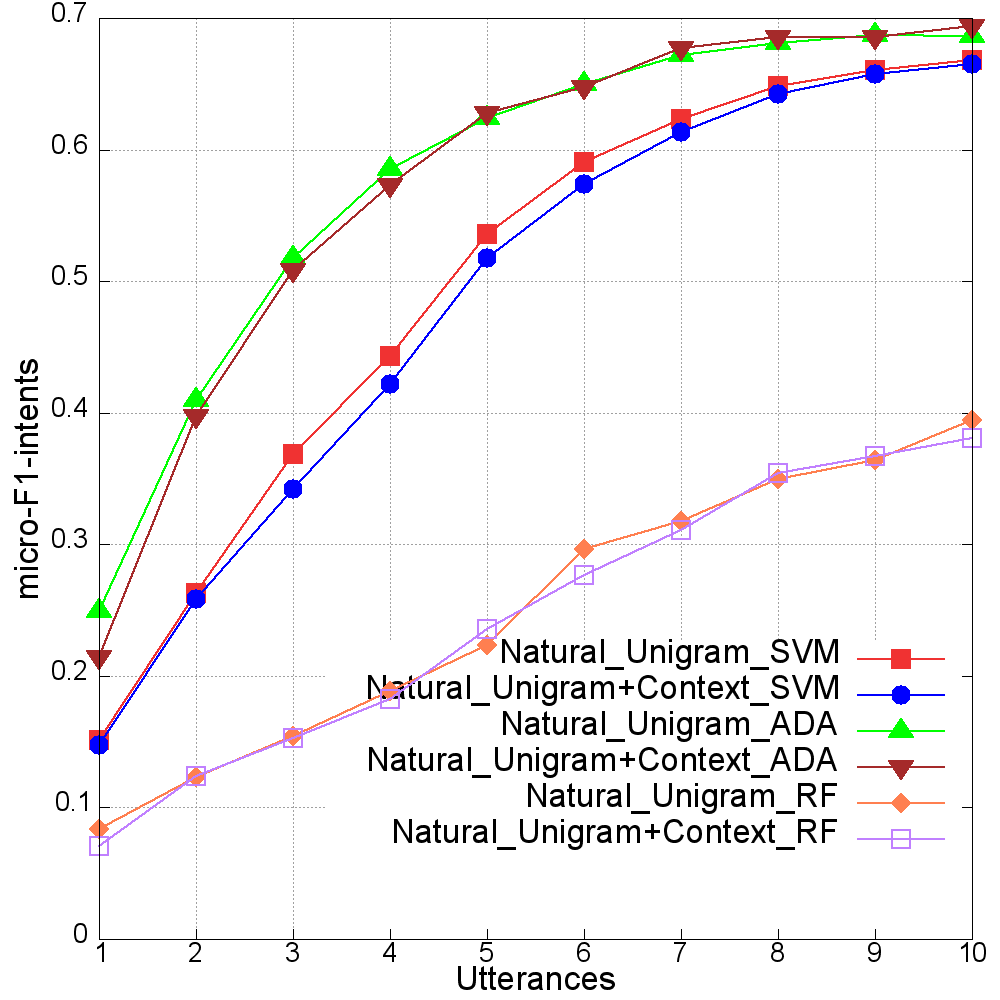 0.7
0.6
0.5
0.4
0.3
0.2
0.1
0
micro-F1-intents
Natural_Unigram_SVM
Natural_Unigram+Context_SVM
Natural_Unigram_ADA
Natural_Unigram+Context_ADA
Natural_Unigram_RF
Natural_Unigram+Context_RF
1 2 3 4 5 6 7 8 9 10
Utterances